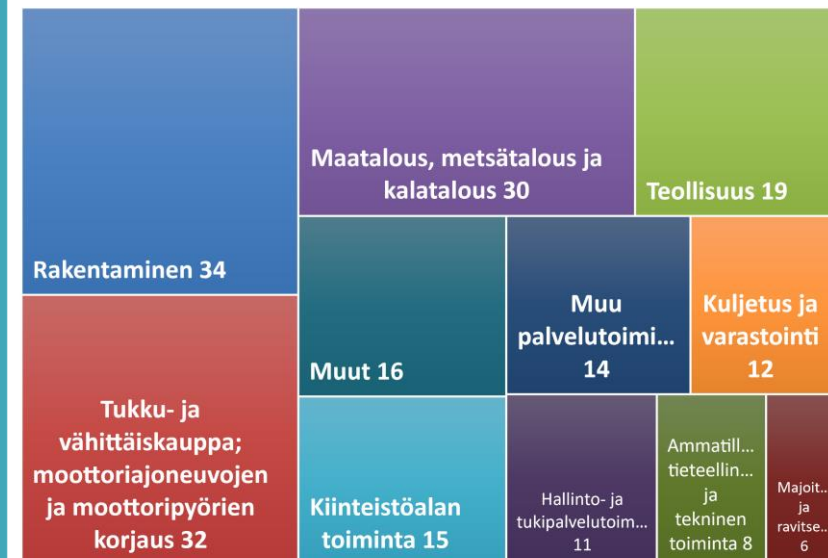 Rakentaminen 34
Maatalous, metsätalous ja
kalatalous 30
Teollisuus 19
Tukku- ja
vähittäiskauppa;
moottoriajoneuvojen
ja moottoripyörien
korjaus 32
Muut 16
Muu
palvelutoimi...
14
Kuljetus ja
varastointi
12
Kiinteistöalan
toiminta 15
Hallinto- ja
tukipalvelutoim...
11
Ammatill...
tieteellin...
ja
tekninen
toiminta 8
Majoit...
ja
ravitse...
6